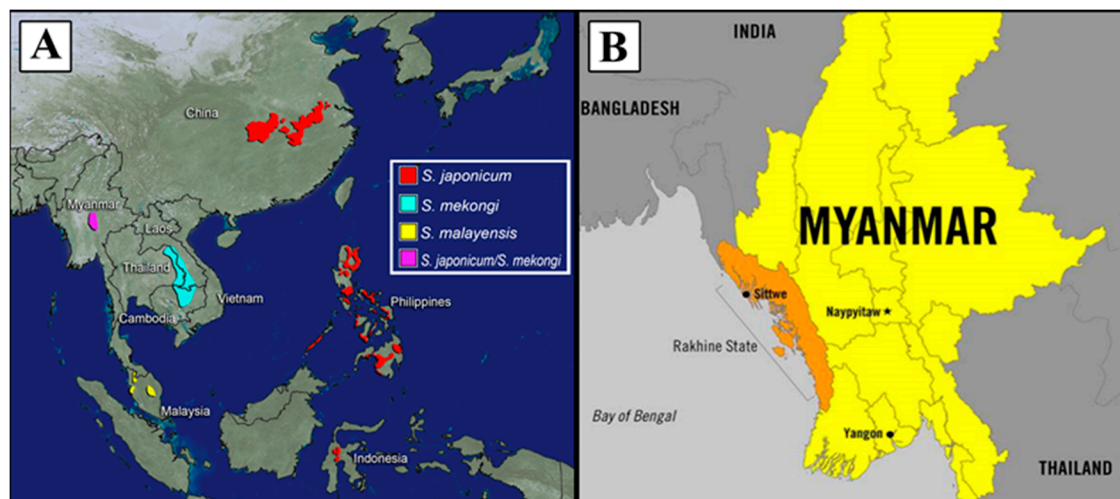 A
China
Myanmar
Laos
Thailand
Vietnam
Cambodia
Philippines
Malaysia
Indonesia
S. japonicum
S. mekongi
S. malayensis
S. japonicum/S. mekongi
B
INDIA
BANGLADESH
MYANMAR
Sittwe
Naypyitaw
Rakhine State
Bay of Bengal
Yangon
THAILAND